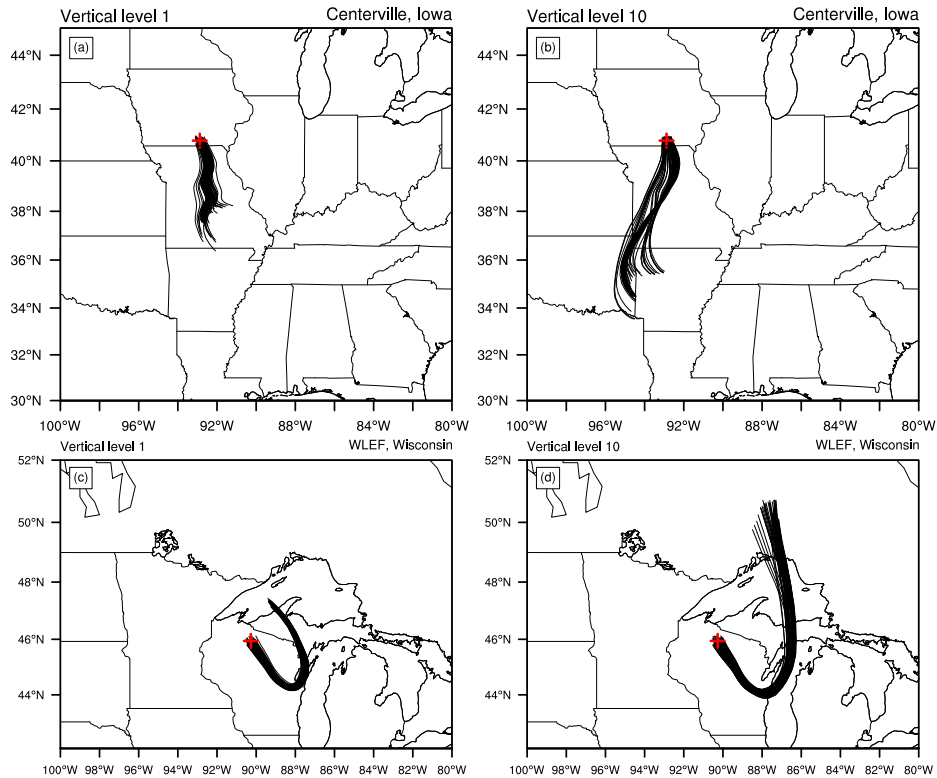 Vertical level 1 Centerville, Iowa
(a)
44°N
42°N
40°N
38°N
36°N
34°N
32°N
30°N
100°W 96°W 92°W 88°W 84°W 80°W
Vertical level 10 Centerville, Iowa
(b)
44°N
42°N
40°N
38°N
36°N
34°N
32°N
30°N
100°W 96°W 92°W 88°W 84°W 80°W
Vertical level 1 WLEF, Wisconsin
(c)
52°N
50°N
48°N
46°N
44°N
100°W 98°W 96°W 94°W 92°W 90°W 88°W 86°W 84°W 82°W 80°W
Vertical level 10 WLEF, Wisconsin
(d)
52°N
50°N
48°N
46°N
44°N
100°W 98°W 96°W 94°W 92°W 90°W 88°W 86°W 84°W 82°W 80°W